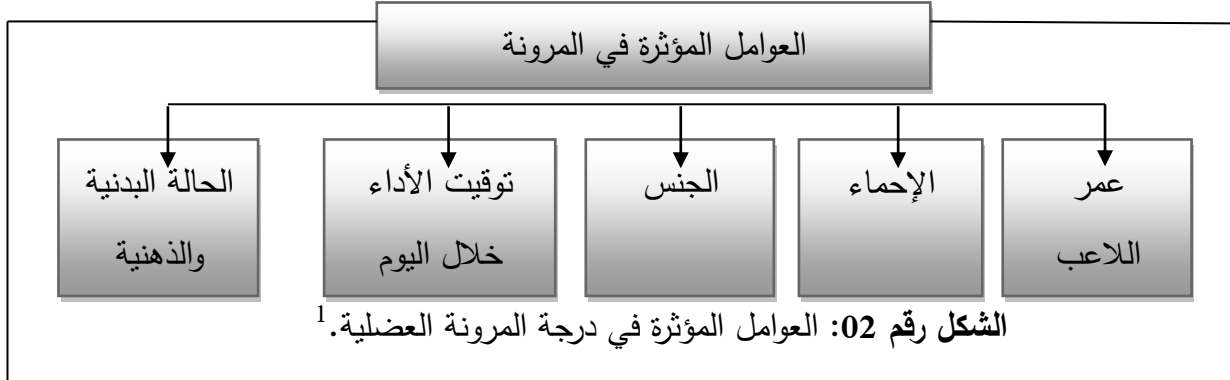 العوامل المؤثرة في المرونة
عمر
اللاعب
الإحماء
الجنس
توقيت الأداء
خلال اليوم
الحالة البدنية
والذهنية
الشكل رقم 02: العوامل المؤثرة في درجة المرونة العضلية.1